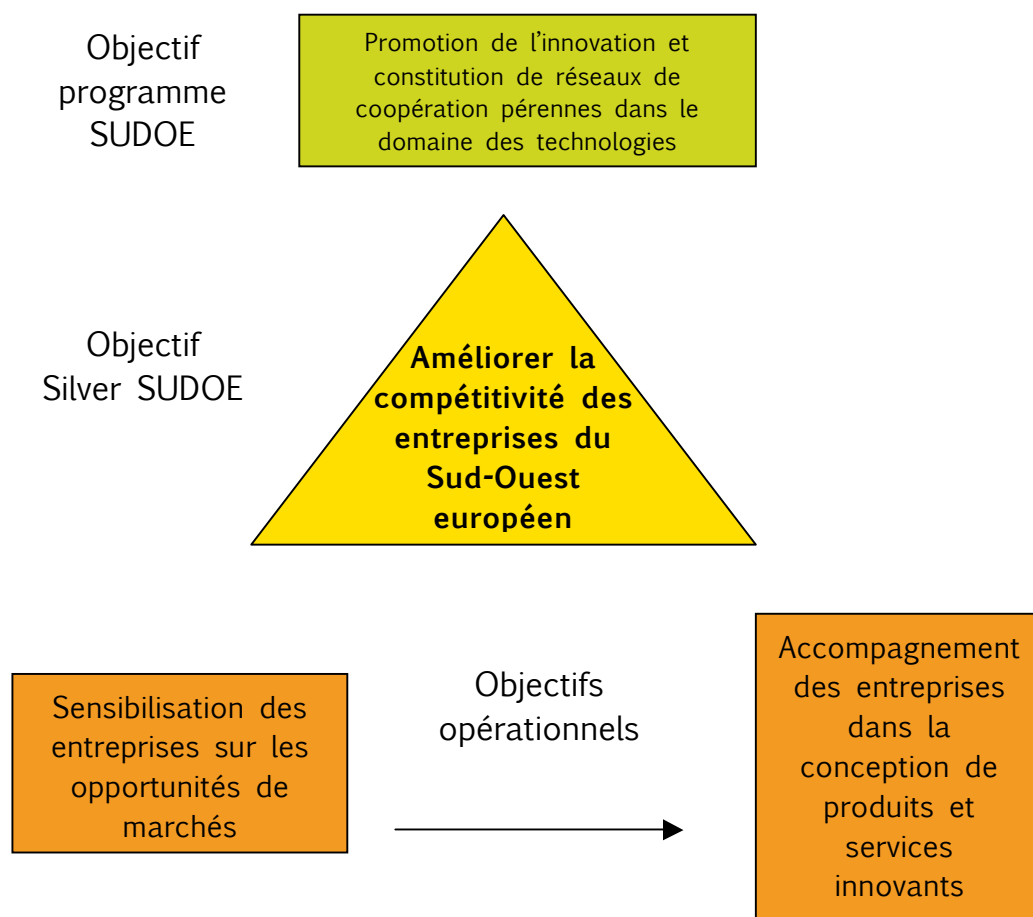 Objectif
programme
SUDOE
Promotion de l'innovation et
constitution de réseaux de
coopération pérennes dans le
domaine des technologies
Objectif
Silver SUDOE
Améliorer la
compétitivité des
entreprises du
Sud-Ouest
européen
Sensibilisation des
entreprises sur les
opportunités de
marchés
Objectifs
opérationnels
Accompagnement
des entreprises
dans la
conception de
produits et
services
innovants